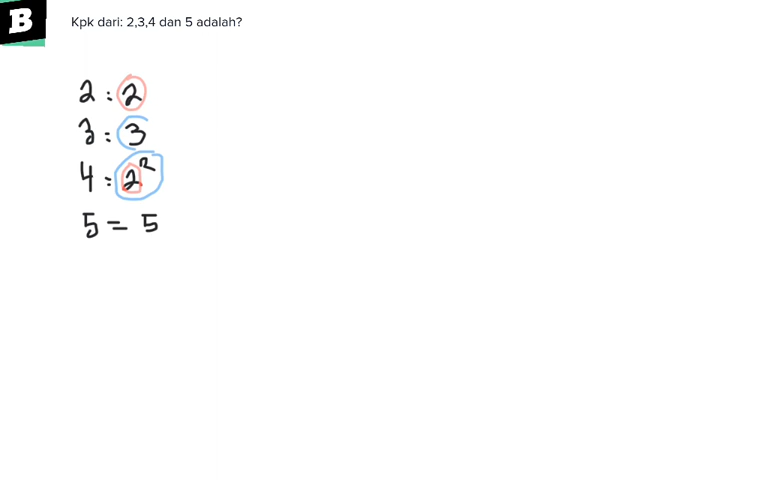 B
Kpk dari: 2,3,4 dan 5 adalah?
2 : 2
3 : 3
4 = 2²
5 = 5